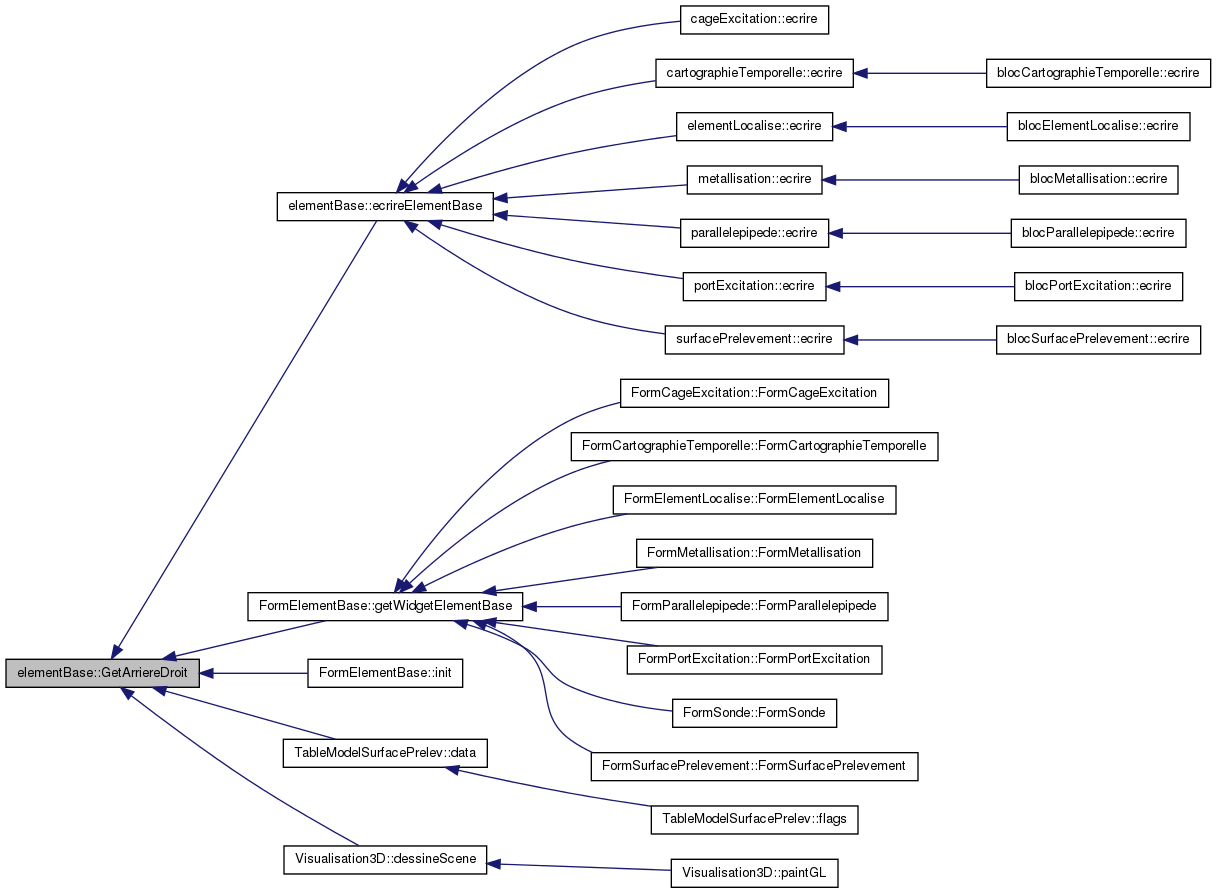 cageExcitation::ecrire
cartographieTemporelle::ecrire
blocCartographieTemporelle::ecrire
elementLocalise::ecrire
blocElementLocalise::ecrire
metallisation::ecrire
blocMetallisation::ecrire
elementBase::ecrireElementBase
parallelepipede::ecrire
blocParallelepipede::ecrire
portExcitation::ecrire
blocPortExcitation::ecrire
surfacePrelevement::ecrire
blocSurfacePrelevement::ecrire
FormCageExcitation::FormCageExcitation
FormCartographieTemporelle::FormCartographieTemporelle
FormElementLocalise::FormElementLocalise
FormMetallisation::FormMetallisation
FormElementBase::getWidgetElementBase
FormParallelepipede::FormParallelepipede
FormPortExcitation::FormPortExcitation
elementBase::GetArriereDroit
FormElementBase::init
FormSonde::FormSonde
TableModelSurfacePrelev::data
FormSurfacePrelevement::FormSurfacePrelevement
TableModelSurfacePrelev::flags
Visualisation3D::dessineScene
Visualisation3D::paintGL